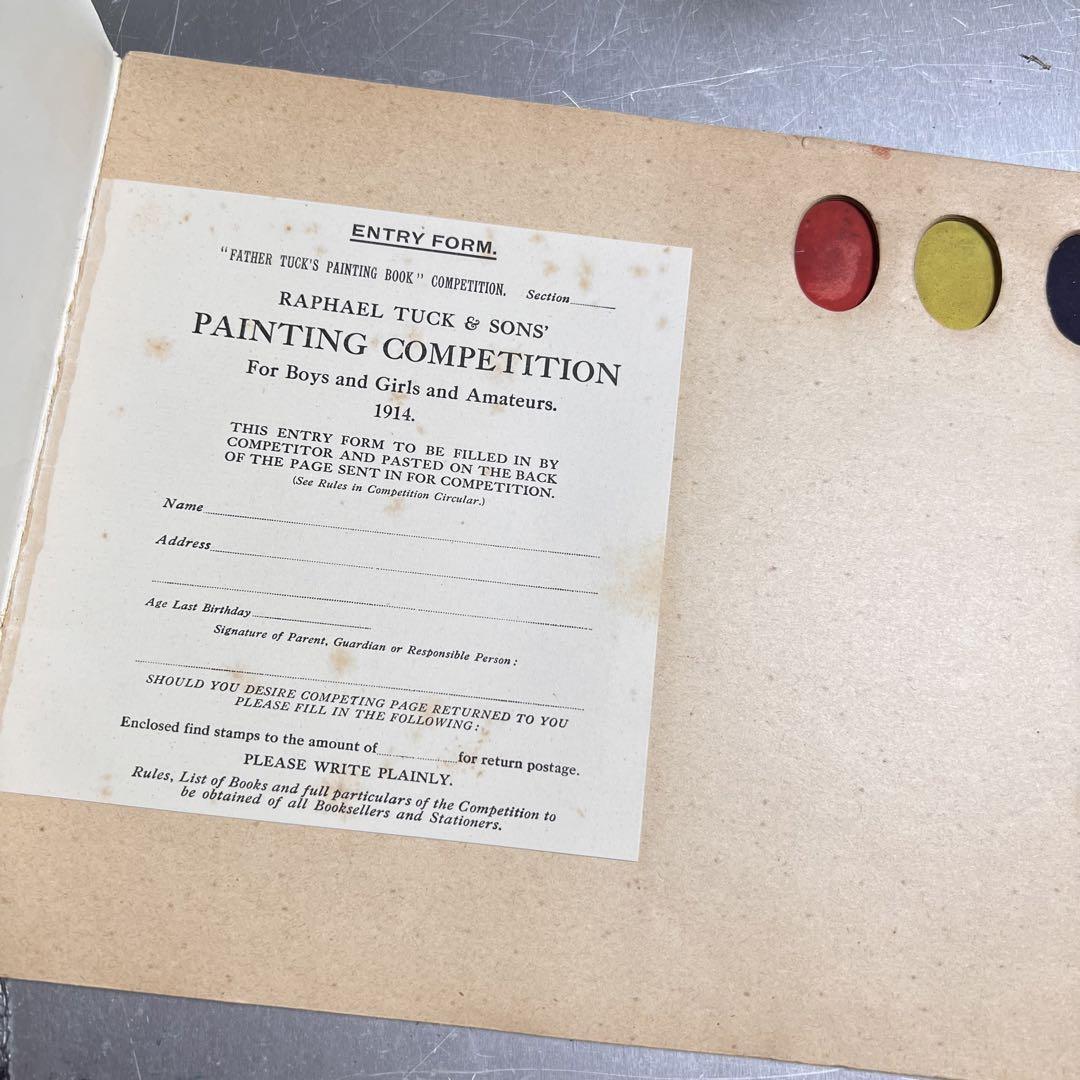 ENTRY FORM.
"FATHER TUCK'S PAINTING BOOK" COMPETITION. Section
RAPHAEL TUCK & SONS'
PAINTING COMPETITION
For Boys and Girls and Amateurs.
1914.
THIS ENTRY FORM TO BE FILLED IN BY
COMPETITOR AND PASTED ON THE BACK
OF THE PAGE SENT IN FOR COMPETITION.
(See Rules in Competition Circular.)
Name
Address
Age Last Birthday
Signature of Parent, Guardian or Responsible Person:
SHOULD YOU DESIRE COMPETING PAGE RETURNED TO YOU
PLEASE FILL IN THE FOLLOWING:
Enclosed find stamps to the amount of for return postage.
PLEASE WRITE PLAINLY.
Rules, List of Books and full particulars of the Competition to
be obtained of all Booksellers and Stationers.